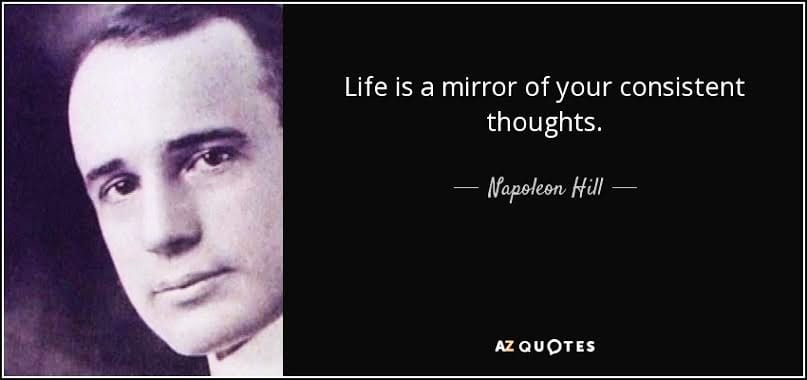 Life is a mirror of your consistent
thoughts.
— Napoleon Hill —
AZ QUOTES